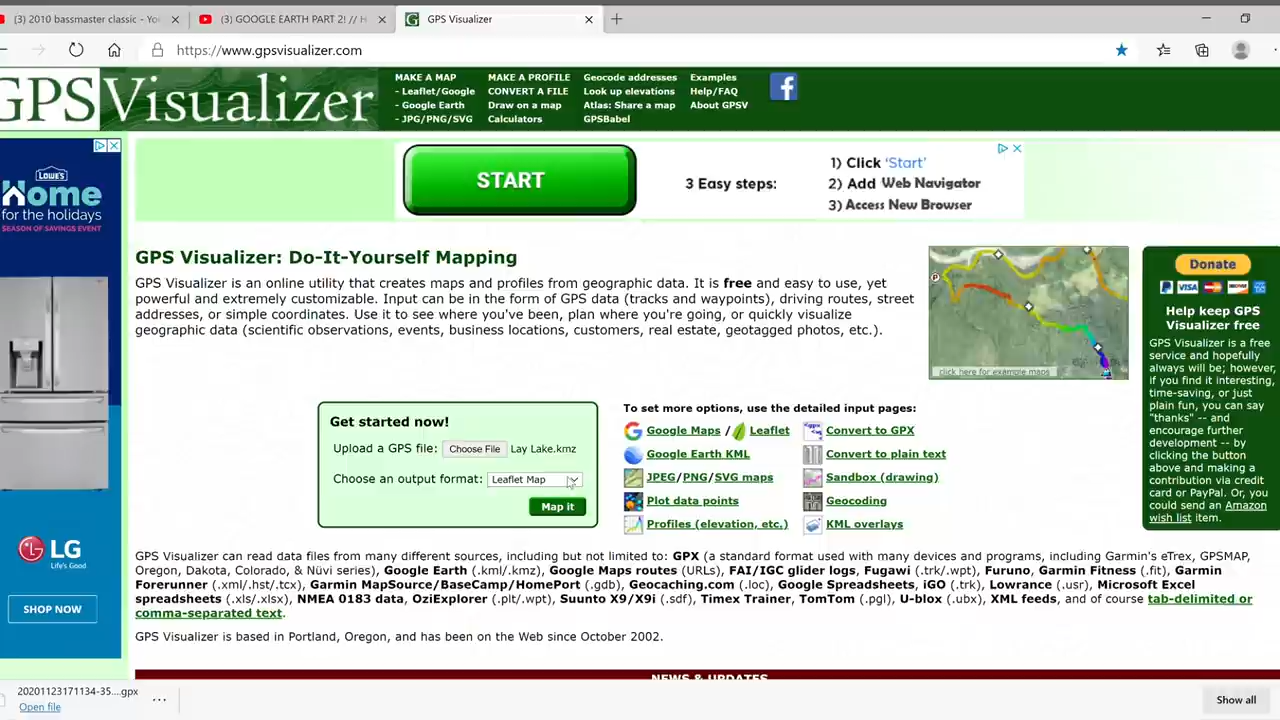 (3) 2010 bassmaster classic - You
(3) GOOGLE EARTH PART 2! // H
GPS Visualizer
https://www.gpsvisualizer.com
GPSVisualizer
MAKE A MAP
- Leaflet/Google
- Google Earth
- JPG/PNG/SVG
MAKE A PROFILE
CONVERT A FILE
Draw on a map
Calculators
Geocode addresses
Look up elevations
Atlas: Share a map
GPSBabel
Examples
Help/FAQ
About GPSV
LOWE'S
Home
for the holidays
SEASON OF SAVINGS EVENT
LG
Life's Good
SHOP NOW
START
3 Easy steps:
1) Click 'Start'
2) Add Web Navigator
3) Access New Browser
GPS Visualizer: Do-It-Yourself Mapping
GPS Visualizer is an online utility that creates maps and profiles from geographic data. It is free and easy to use, yet
powerful and extremely customizable. Input can be in the form of GPS data (tracks and waypoints), driving routes, street
addresses, or simple coordinates. Use it to see where you've been, plan where you're going, or quickly visualize
geographic data (scientific observations, events, business locations, customers, real estate, geotagged photos, etc.).
click here for example maps
Donate
VISA
Help keep GPS
Visualizer free
GPS Visualizer is a free
service and hopefully
always will be; however,
if you find it interesting,
time-saving, or just
plain fun, you can say
"thanks" -- and
encourage further
development -- by
clicking the button
above and making a
contribution via credit
card or PayPal. Or, you
could send an Amazon
wish list item.
Get started now!
Upload a GPS file: Choose File Lay Lake.kmz
Choose an output format: Leaflet Map
Map it
To set more options, use the detailed input pages:
Google Maps / Leaflet
Google Earth KML
JPEG/PNG/SVG maps
Plot data points
Profiles (elevation, etc.)
Convert to GPX
Convert to plain text
Sandbox (drawing)
Geocoding
KML overlays
GPS Visualizer can read data files from many different sources, including but not limited to: GPX (a standard format used with many devices and programs, including Garmin's eTrex, GPSMAP,
Oregon, Dakota, Colorado, & Nüvi series), Google Earth (.kml/.kmz), Google Maps routes (URLs), FAI/IGC glider logs, Fugawi (.trk/.wpt), Furuno, Garmin Fitness (.fit), Garmin
Forerunner (.xml/.hst/.tcx), Garmin MapSource/BaseCamp/HomePort (.gdb), Geocaching.com (.loc), Google Spreadsheets, iGO (.trk), Lowrance (.usr), Microsoft Excel
spreadsheets (.xls/.xlsx), NMEA 0183 data, OziExplorer (.plt/.wpt), Suunto X9/X9i (.sdf), Timex Trainer, TomTom (.pgl), U-blox (.ubx), XML feeds, and of course tab-delimited or
comma-separated text.
GPS Visualizer is based in Portland, Oregon, and has been on the Web since October 2002.
NEWS & UPDATES
20201123171134-35....gpx
Open file
Show all